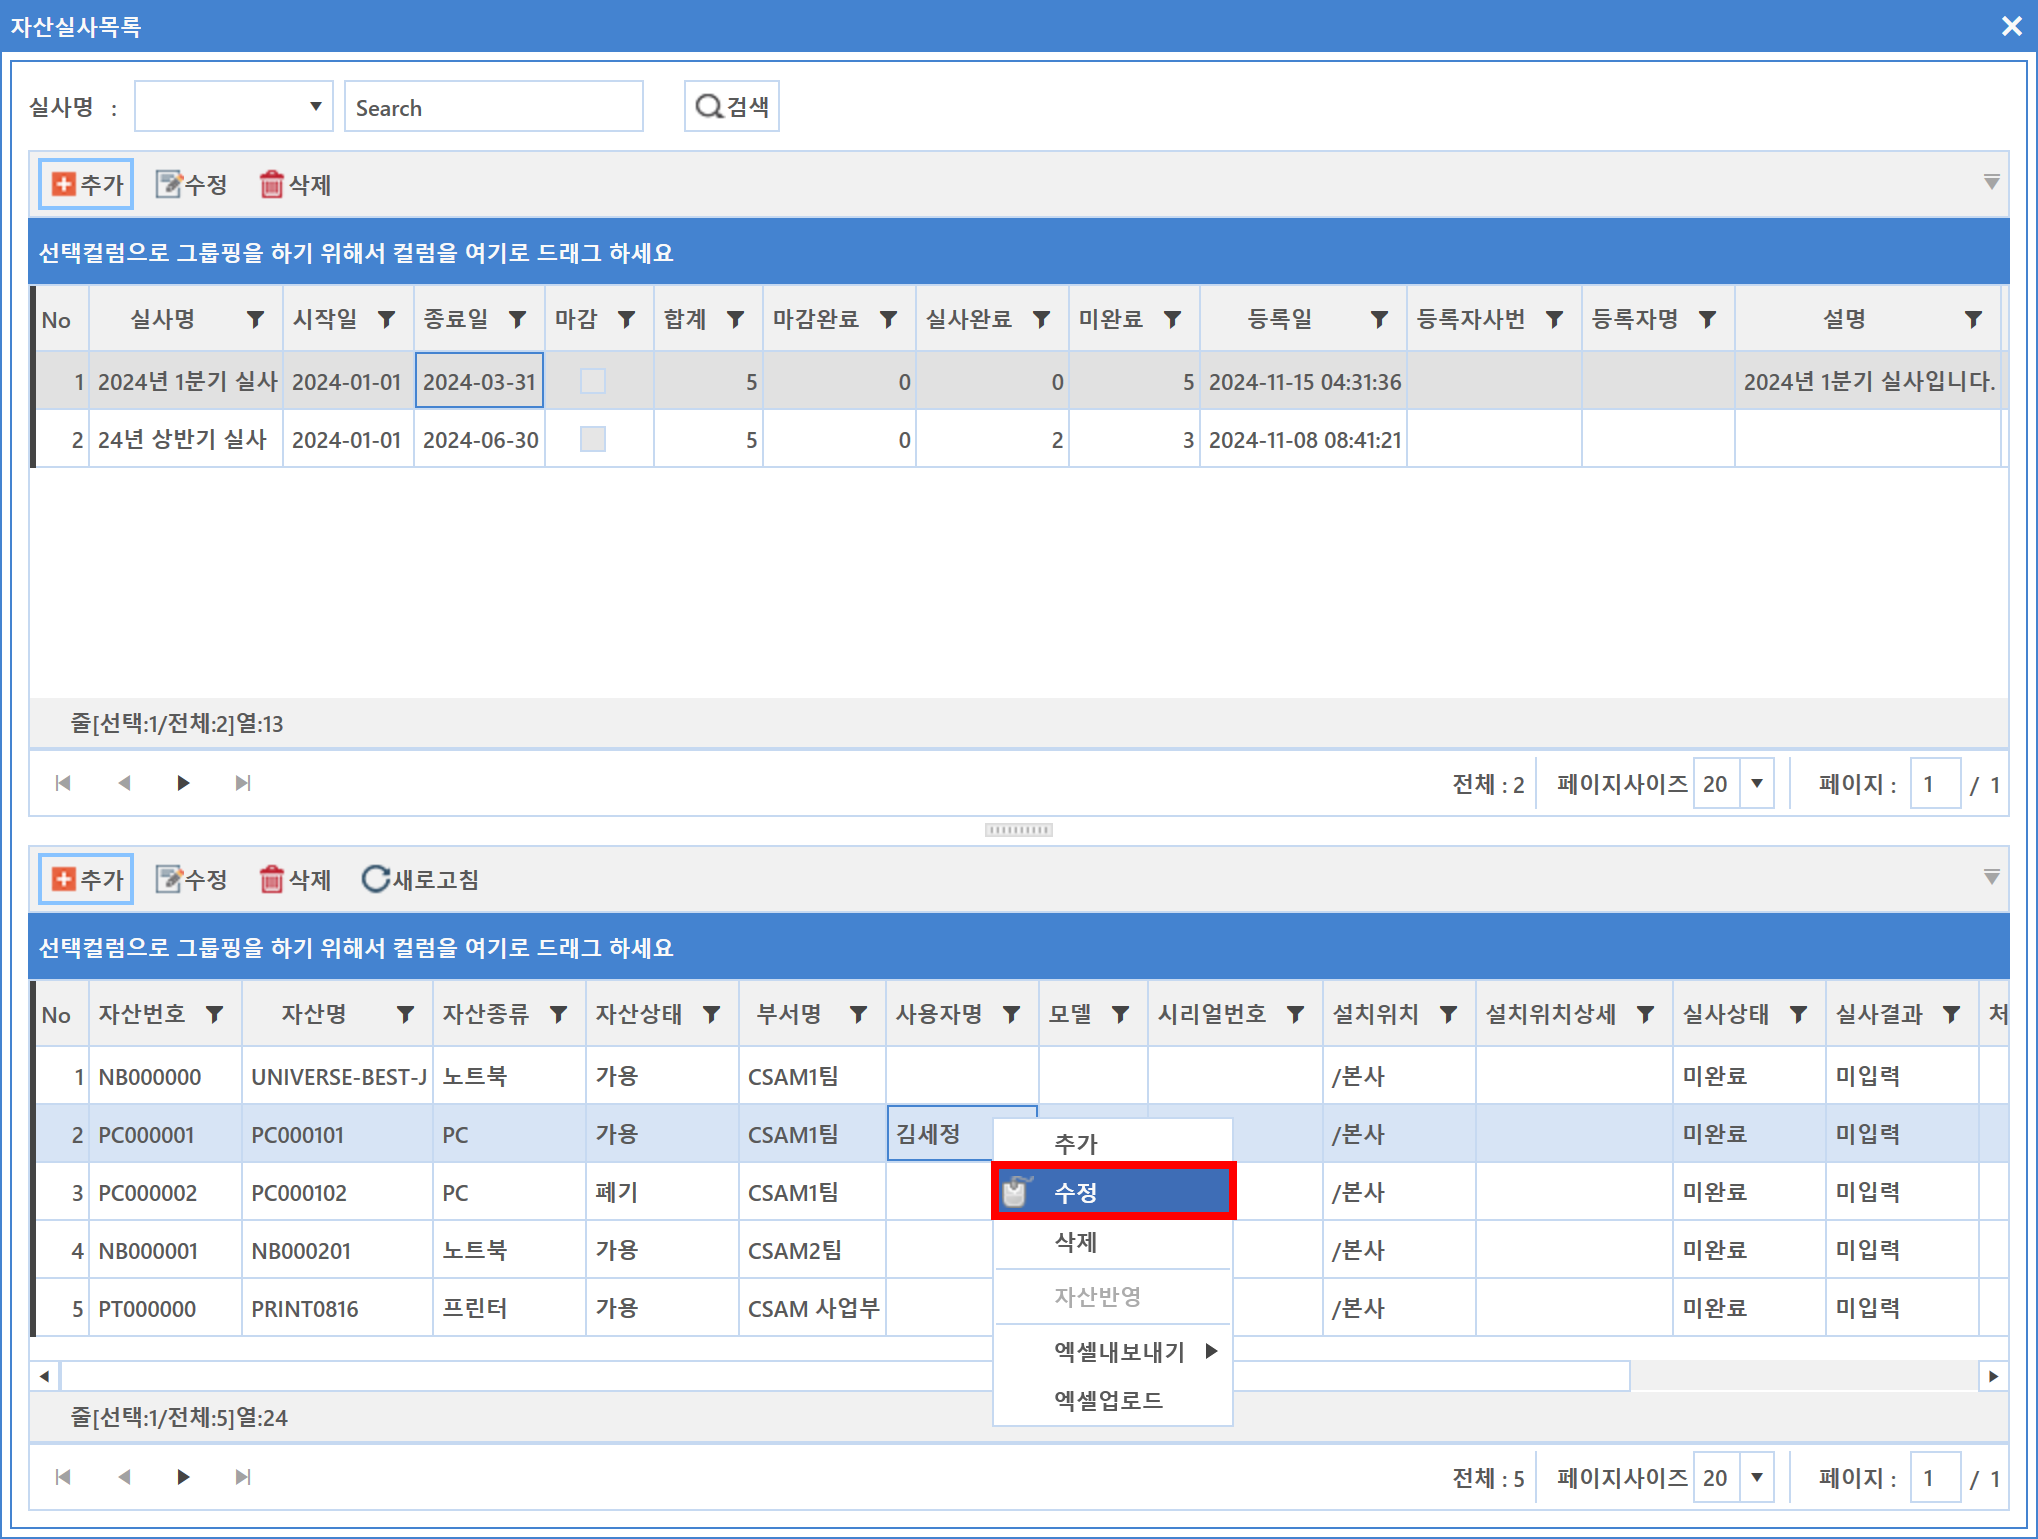 자산실사목록
실사명 : Search 검색
추가 수정 삭제
선택컬럼으로 그룹핑을 하기 위해서 컬럼을 여기로 드래그 하세요
No 실사명 시작일 종료일 마감 합계 마감완료 실사완료 미완료 등록일 등록자사번 등록자명 설명
1 2024년 1분기 실사 2024-01-01 2024-03-31 5 0 0 5 2024-11-15 04:31:36 2024년 1분기 실사입니다.
2 24년 상반기 실사 2024-01-01 2024-06-30 5 0 2 3 2024-11-08 08:41:21
줄[선택:1/전체:2]열:13
전체 : 2 페이지사이즈 20 페이지 : 1 / 1
추가 수정 삭제 새로고침
선택컬럼으로 그룹핑을 하기 위해서 컬럼을 여기로 드래그 하세요
No 자산번호 자산명 자산종류 자산상태 부서명 사용자명 모델 시리얼번호 설치위치 설치위치상세 실사상태 실사결과 처
1 NB000000 UNIVERSE-BEST-J 노트북 가용 CSAM1팀 /본사 미완료 미입력
2 PC000001 PC000101 PC 가용 CSAM1팀 김세정 /본사 미완료 미입력
3 PC000002 PC000102 PC 폐기 CSAM1팀 /본사 미완료 미입력
4 NB000001 NB000201 노트북 가용 CSAM2팀 /본사 미완료 미입력
5 PT000000 PRINT0816 프린터 가용 CSAM 사업부 /본사 미완료 미입력
추가
수정
삭제
자산반영
엑셀내보내기
엑셀업로드
줄[선택:1/전체:5]열:24
전체 : 5 페이지사이즈 20 페이지 : 1 / 1